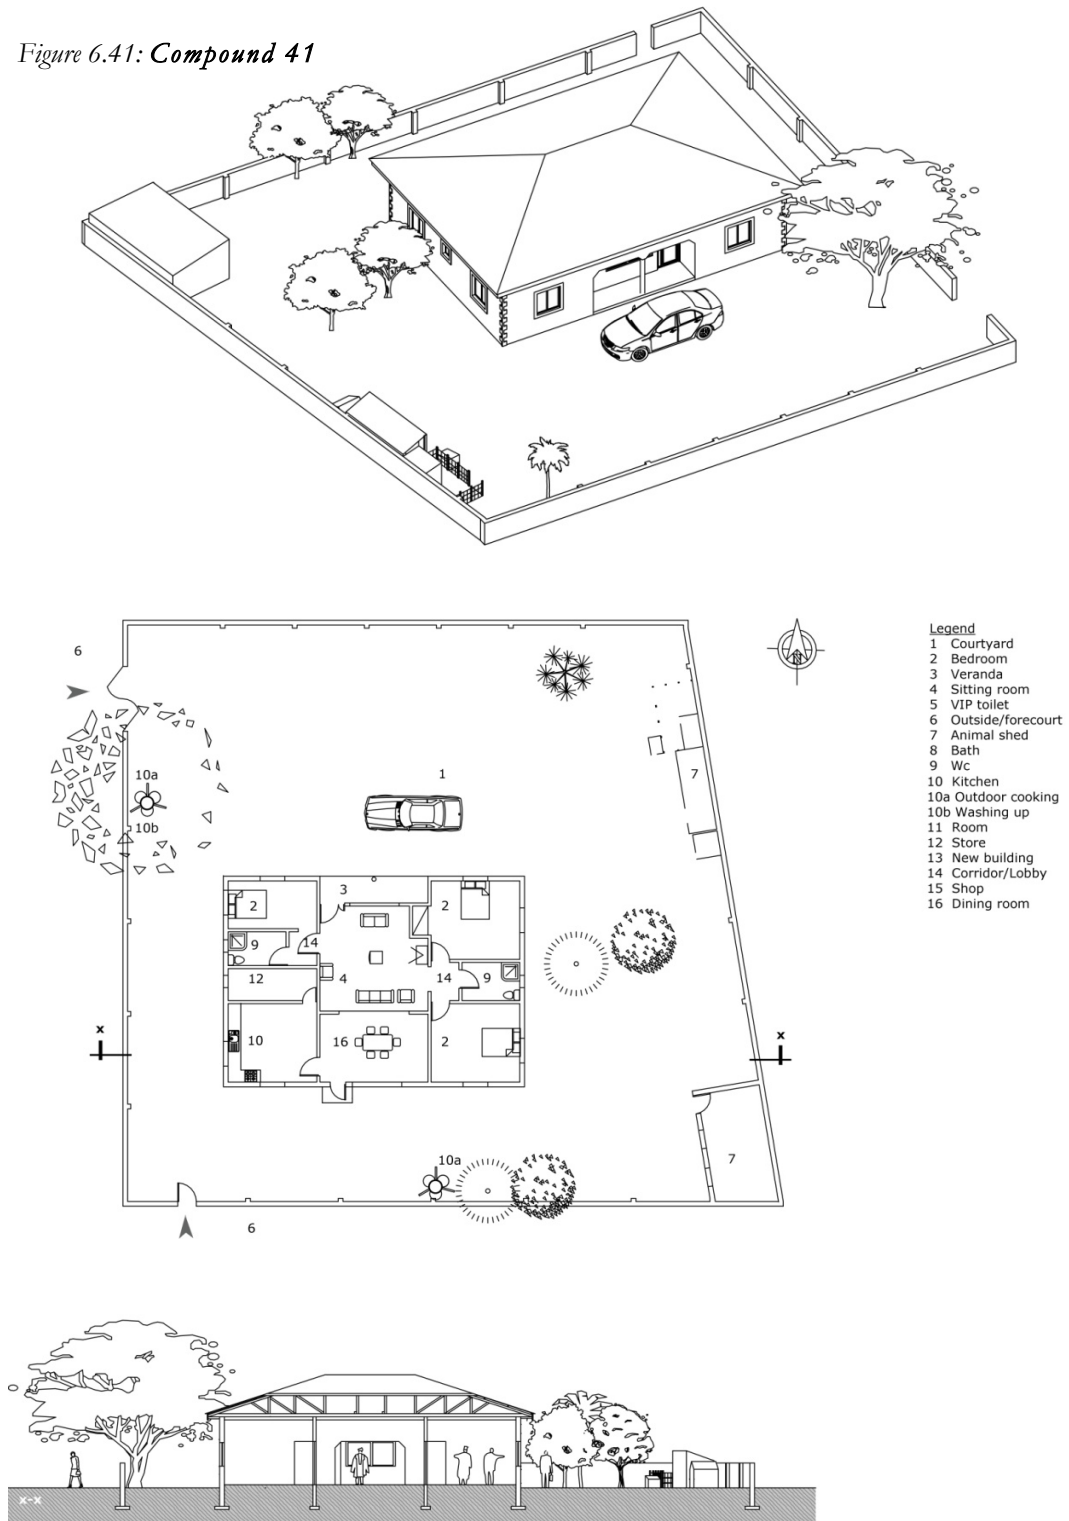 Figure 6.41: Compound 41
6
Legend
1 Courtyard
2 Bedroom
3 Veranda
4 Sitting room
5 VIP toilet
6 Outside/forecourt
7 Animal shed
8 Bath
9 Wc
10 Kitchen
10a Outdoor cooking
10b Washing up
11 Room
12 Store
13 New building
14 Corridor/Lobby
15 Shop
16 Dining room
N
10a
1
7
10b
3
2
2
9
14
12
4
14
9
x
x
10
16
2
10a
7
6
x-x